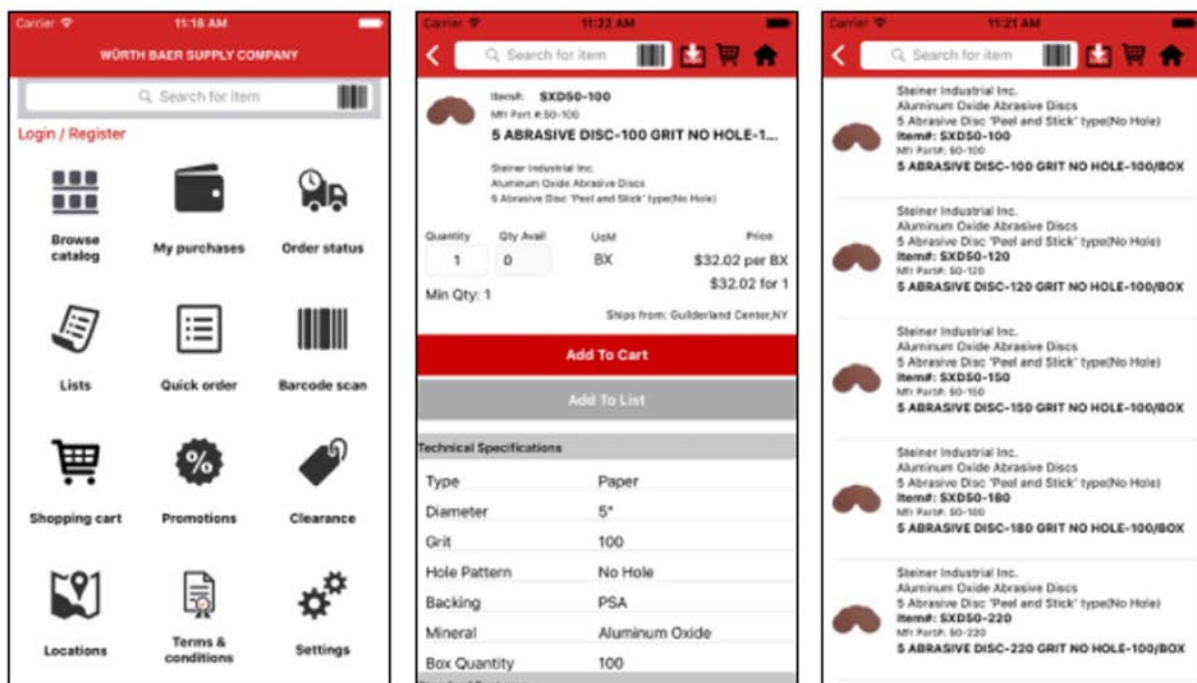 Carrier
11:18 AM
WÜRTH BAER SUPPLY COMPANY
Search for item
Login / Register
Browse catalog
My purchases
Order status
Lists
Quick order
Barcode scan
Shopping cart
Promotions
Clearance
Locations
Terms & conditions
Settings
Carrier
11:22 AM
Search for item
Item#: SXD50-100
Mfr Part #:50-100
5 ABRASIVE DISC-100 GRIT NO HOLE-1...
Steiner Industrial Inc.
Aluminum Oxide Abrasive Discs
5 Abrasive Disc "Peel and Stick" type(No Hole)
Quantity Qty Avail UoM Price
1 0 BX $32.02 per BX
$32.02 for 1
Min Qty: 1
Ships from: Guilderland Center,NY
Add To Cart
Add To List
Technical Specifications
Type Paper
Diameter 5"
Grit 100
Hole Pattern No Hole
Backing PSA
Mineral Aluminum Oxide
Box Quantity 100
Carrier
11:21 AM
Search for item
Steiner Industrial Inc.
Aluminum Oxide Abrasive Discs
5 Abrasive Disc "Peel and Stick" type(No Hole)
Item#: SXD50-100
Mfr Part#: 50-100
5 ABRASIVE DISC-100 GRIT NO HOLE-100/BOX
Steiner Industrial Inc.
Aluminum Oxide Abrasive Discs
5 Abrasive Disc "Peel and Stick" type(No Hole)
Item#: SXD50-120
Mfr Part#: 50-120
5 ABRASIVE DISC-120 GRIT NO HOLE-100/BOX
Steiner Industrial Inc.
Aluminum Oxide Abrasive Discs
5 Abrasive Disc "Peel and Stick" type(No Hole)
Item#: SXD50-150
Mfr Part#: 50-150
5 ABRASIVE DISC-150 GRIT NO HOLE-100/BOX
Steiner Industrial Inc.
Aluminum Oxide Abrasive Discs
5 Abrasive Disc "Peel and Stick" type(No Hole)
Item#: SXD50-180
Mfr Part#: 50-180
5 ABRASIVE DISC-180 GRIT NO HOLE-100/BOX
Steiner Industrial Inc.
Aluminum Oxide Abrasive Discs
5 Abrasive Disc "Peel and Stick" type(No Hole)
Item#: SXD50-220
Mfr Part#: 50-220
5 ABRASIVE DISC-220 GRIT NO HOLE-100/BOX